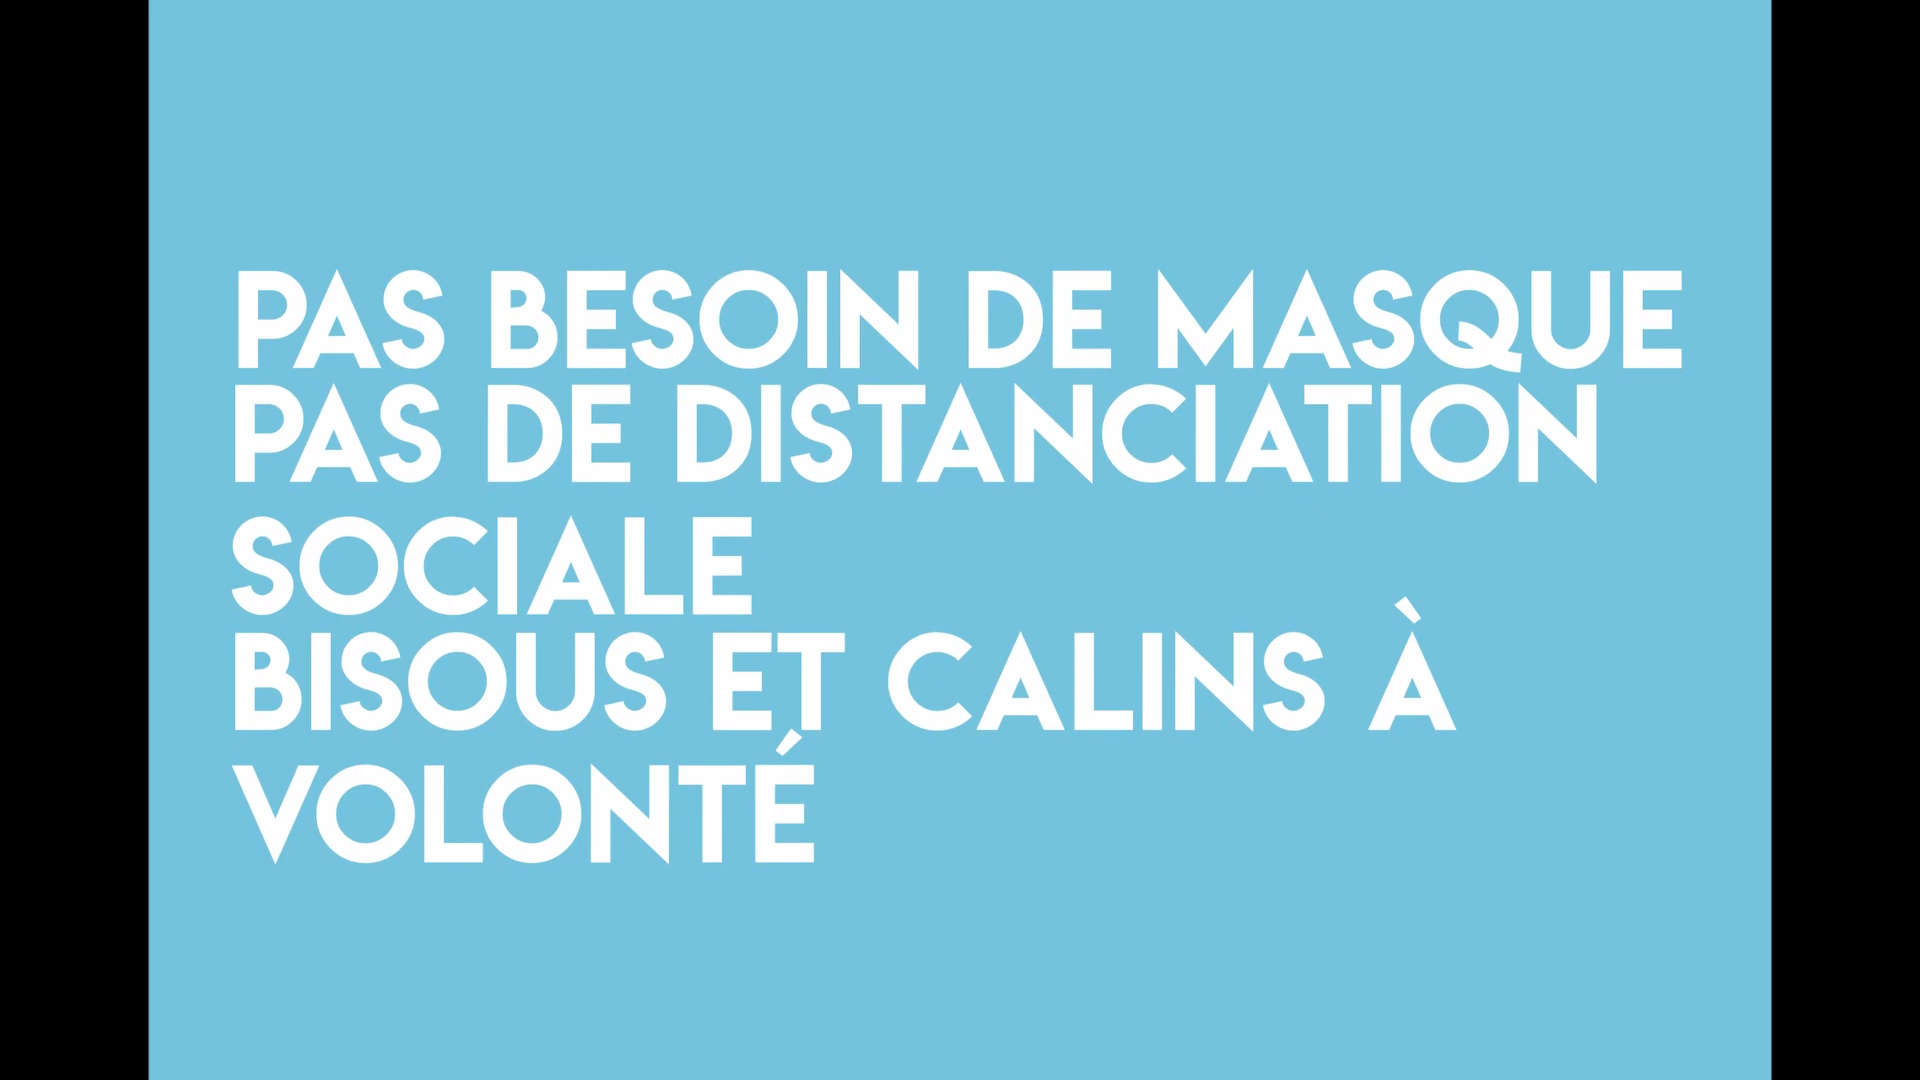 PAS BESOIN DE MASQUE
PAS DE DISTANCIATION
SOCIALE
BISOUS ET CALINS À
VOLONTÉ